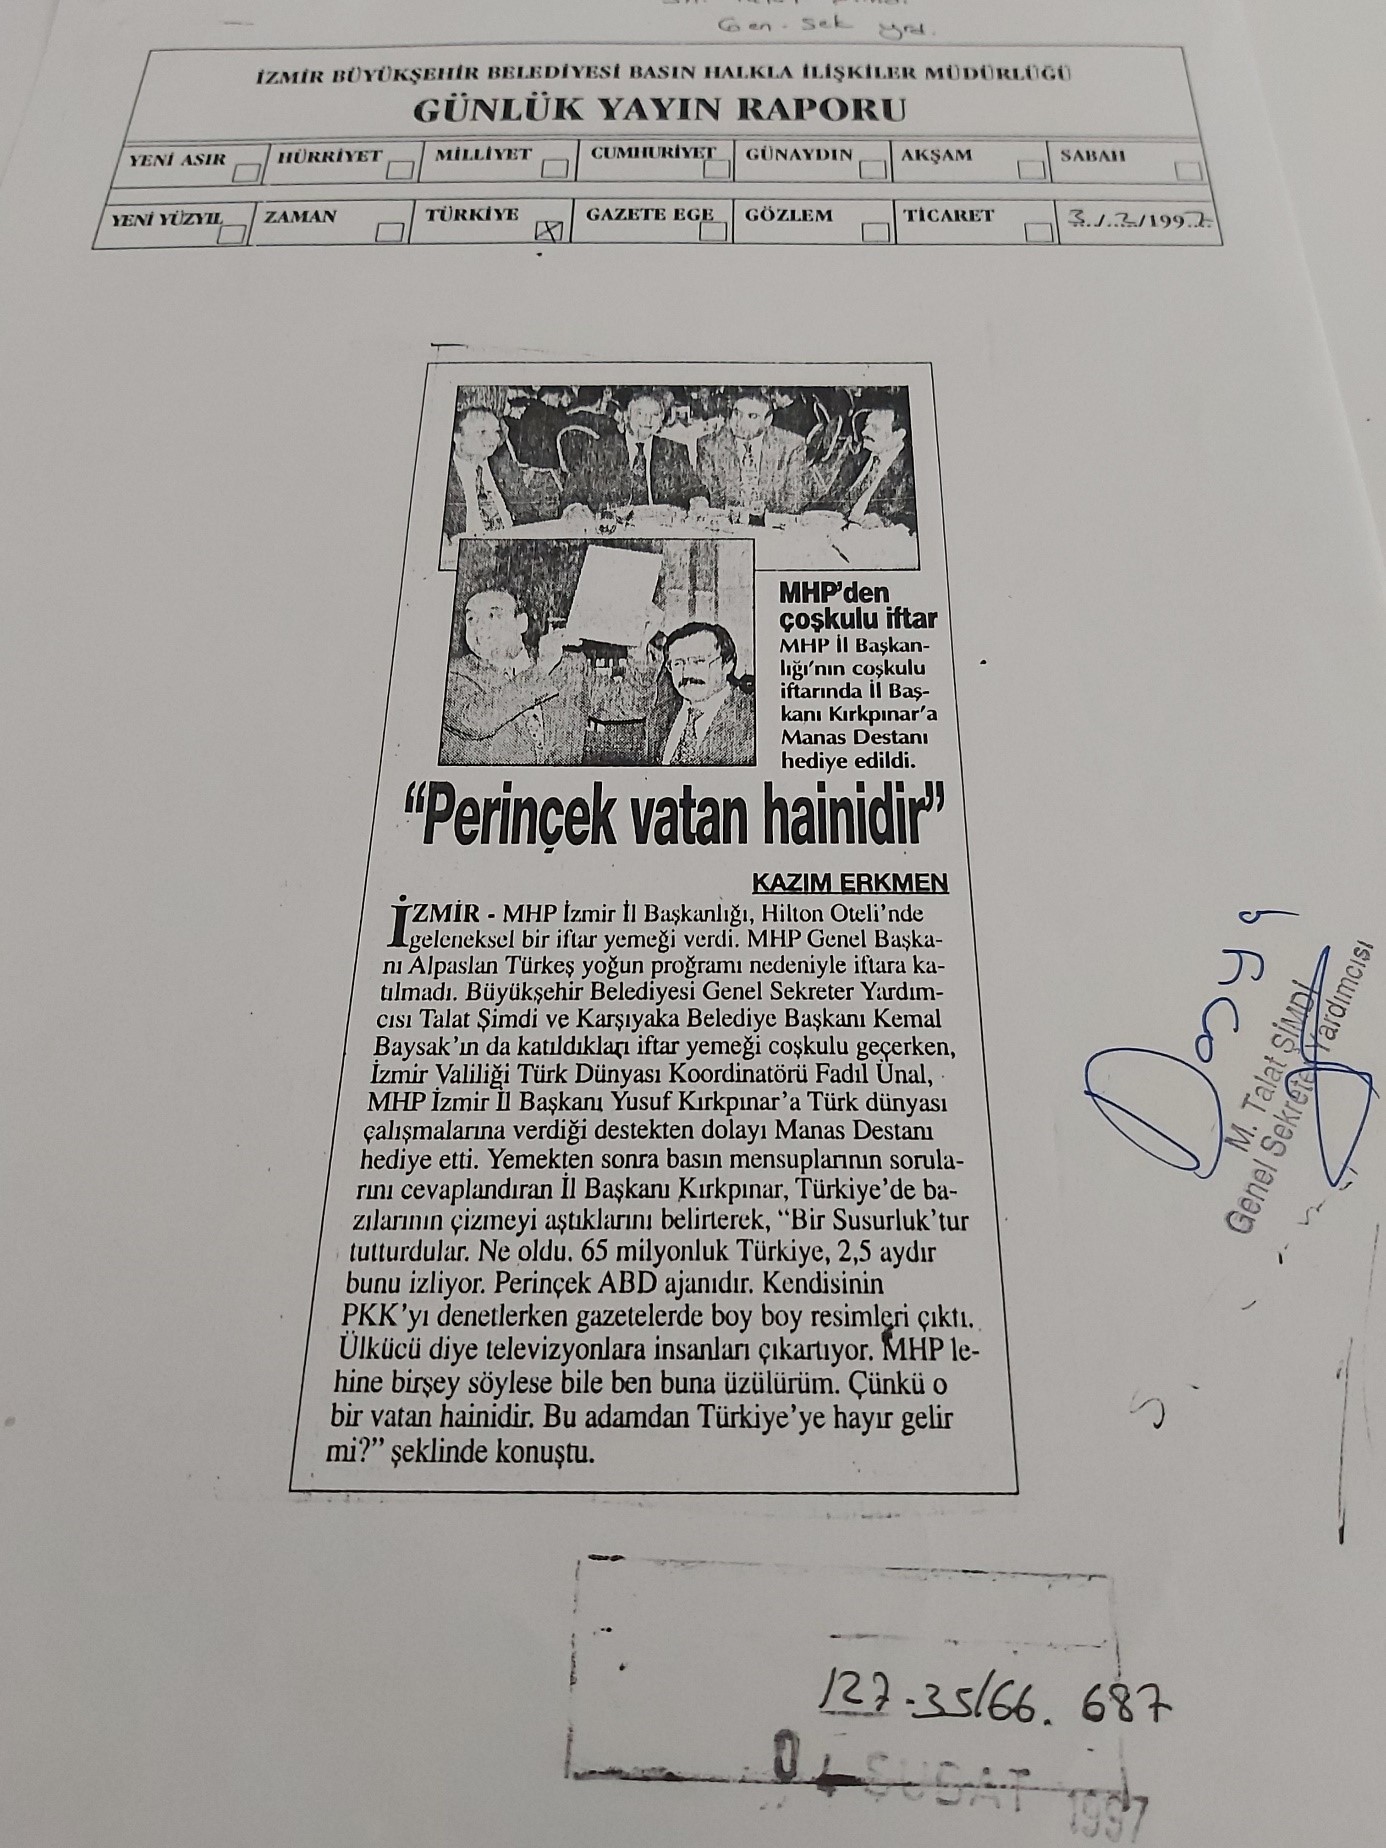 Gen. Sek yrd.
İZMİR BÜYÜKŞEHİR BELEDİYESİ BASIN HALKLA İLİŞKİLER MÜDÜRLÜĞÜ
GÜNLÜK YAYIN RAPORU
YENİ ASIR HÜRRİYET MİLLİYET CUMHURİYET GÜNAYDIN AKŞAM SABAH
YENİ YÜZYIL ZAMAN TÜRKİYE GAZETE EGE GÖZLEM TİCARET 3./.2./1997
MHP'den
çoşkulu iftar
MHP İl Başkan-
lığı'nın coşkulu
iftarında İl Baş-
kanı Kırkpınar'a
Manas Destanı
hediye edildi.
“Perinçek vatan hainidir”
KAZIM ERKMEN
İZMİR - MHP İzmir İl Başkanlığı, Hilton Oteli'nde
geleneksel bir iftar yemeği verdi. MHP Genel Başka-
nı Alpaslan Türkeş yoğun proğramı nedeniyle iftara ka-
tılmadı. Büyükşehir Belediyesi Genel Sekreter Yardım-
cısı Talat Şimdi ve Karşıyaka Belediye Başkanı Kemal
Baysak'ın da katıldıkları iftar yemeği coşkulu geçerken,
İzmir Valiliği Türk Dünyası Koordinatörü Fadıl Ünal,
MHP İzmir İl Başkanı Yusuf Kırkpınar'a Türk dünyası
çalışmalarına verdiği destekten dolayı Manas Destanı
hediye etti. Yemekten sonra basın mensuplarının sorula-
rını cevaplandıran İl Başkanı Kırkpınar, Türkiye'de ba-
zılarının çizmeyi aştıklarını belirterek, “Bir Susurluk'tur
tutturdular. Ne oldu. 65 milyonluk Türkiye, 2,5 aydır
bunu izliyor. Perinçek ABD ajanıdır. Kendisinin
PKK'yı denetlerken gazetelerde boy boy resimleri çıktı.
Ülkücü diye televizyonlara insanları çıkartıyor. MHP le-
hine birşey söylese bile ben buna üzülürüm. Çünkü o
bir vatan hainidir. Bu adamdan Türkiye'ye hayır gelir
mi?” şeklinde konuştu.
Dosya
M. Talat ŞİMDİ
Genel Sekreter Yardımcısı
127-35/66. 687
04 ŞUBAT 1997